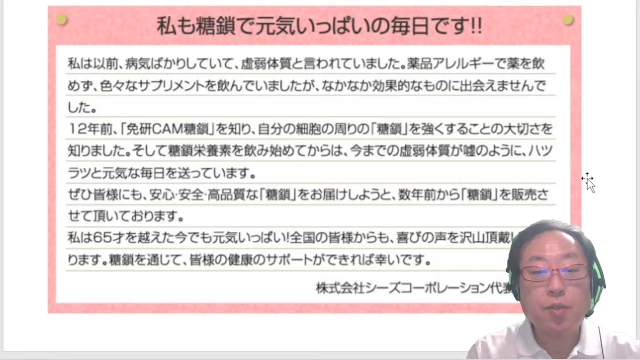 私も糖鎖で元気いっぱいの毎日です!!
私は以前、病気ばかりしていて、虚弱体質と言われていました。薬品アレルギーで薬を飲
めず、色々なサプリメントを飲んでいましたが、なかなか効果的なものに出会えませんで
した。
12年前、「免研CAM糖鎖」を知り、自分の細胞の周りの「糖鎖」を強くすることの大切さを
知りました。そして糖鎖栄養素を飲み始めてからは、今までの虚弱体質が嘘のように、ハツ
ラツと元気な毎日を送っています。
ぜひ皆様にも、安心・安全・高品質な「糖鎖」をお届けしようと、数年前から「糖鎖」を販売さ
せて頂いております。
私は65才を越えた今でも元気いっぱい!全国の皆様からも、喜びの声を沢山頂戴し
ります。糖鎖を通じて、皆様の健康のサポートができれば幸いです。
株式会社シーズコーポレーション代表